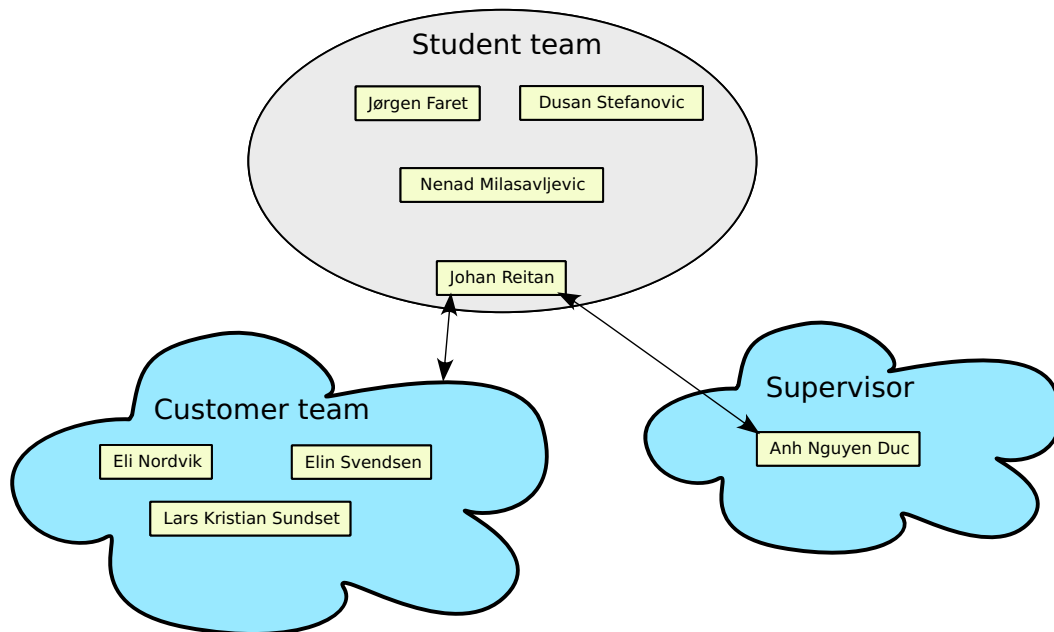 Student team
Jørgen Faret
Dusan Stefanovic
Nenad Milasavljevic
Johan Reitan
Customer team
Eli Nordvik
Elin Svendsen
Lars Kristian Sundset
Supervisor
Anh Nguyen Duc